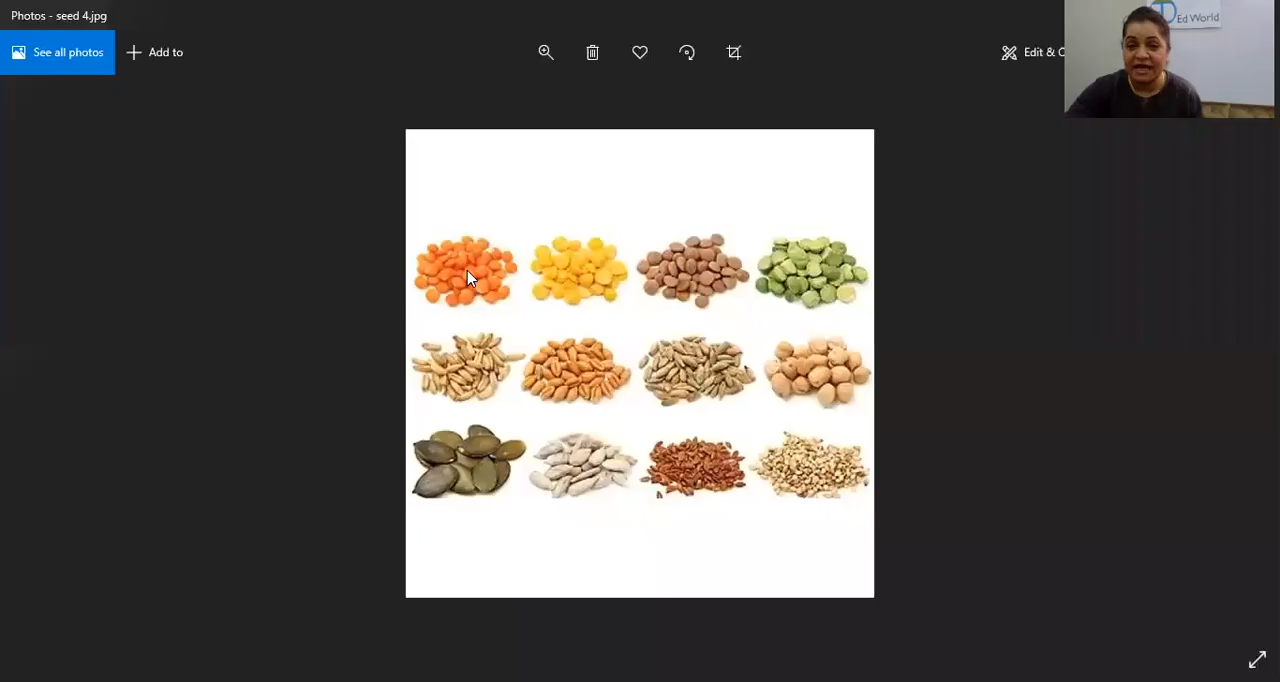 Photos - seed 4.jpg
See all photos
Add to
Edit & C
Ed World